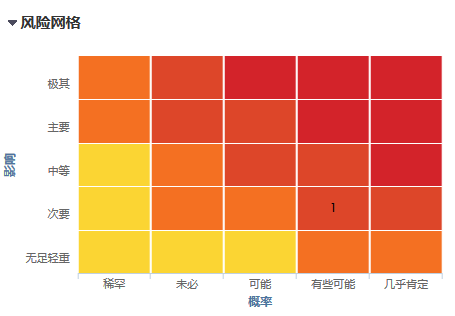 风险网格
极其
主要
中等
次要
无足轻重
影响
1
稀罕
未必
可能
有些可能
几乎肯定
概率